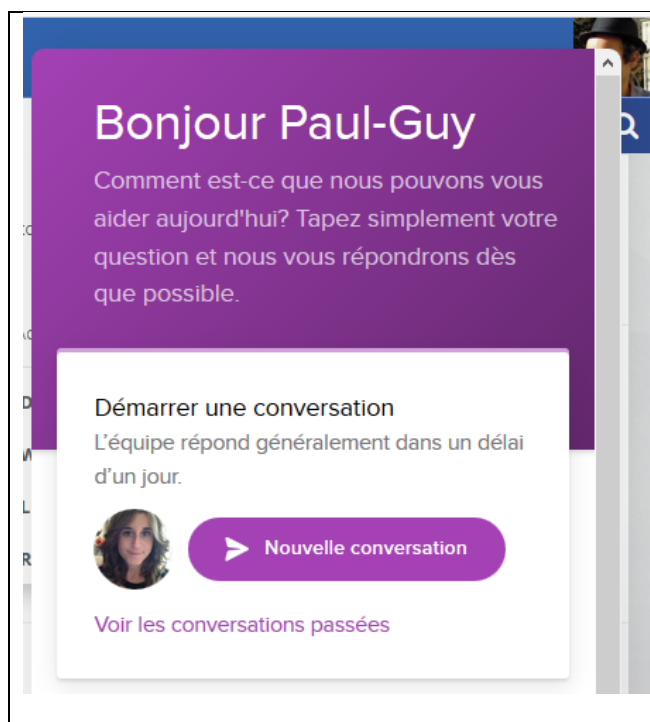 Bonjour Paul-Guy
Comment est-ce que nous pouvons vous
aider aujourd'hui? Tapez simplement votre
question et nous vous répondrons dès
que possible.
Démarrer une conversation
L'équipe répond généralement dans un délai
d'un jour.
Nouvelle conversation
Voir les conversations passées